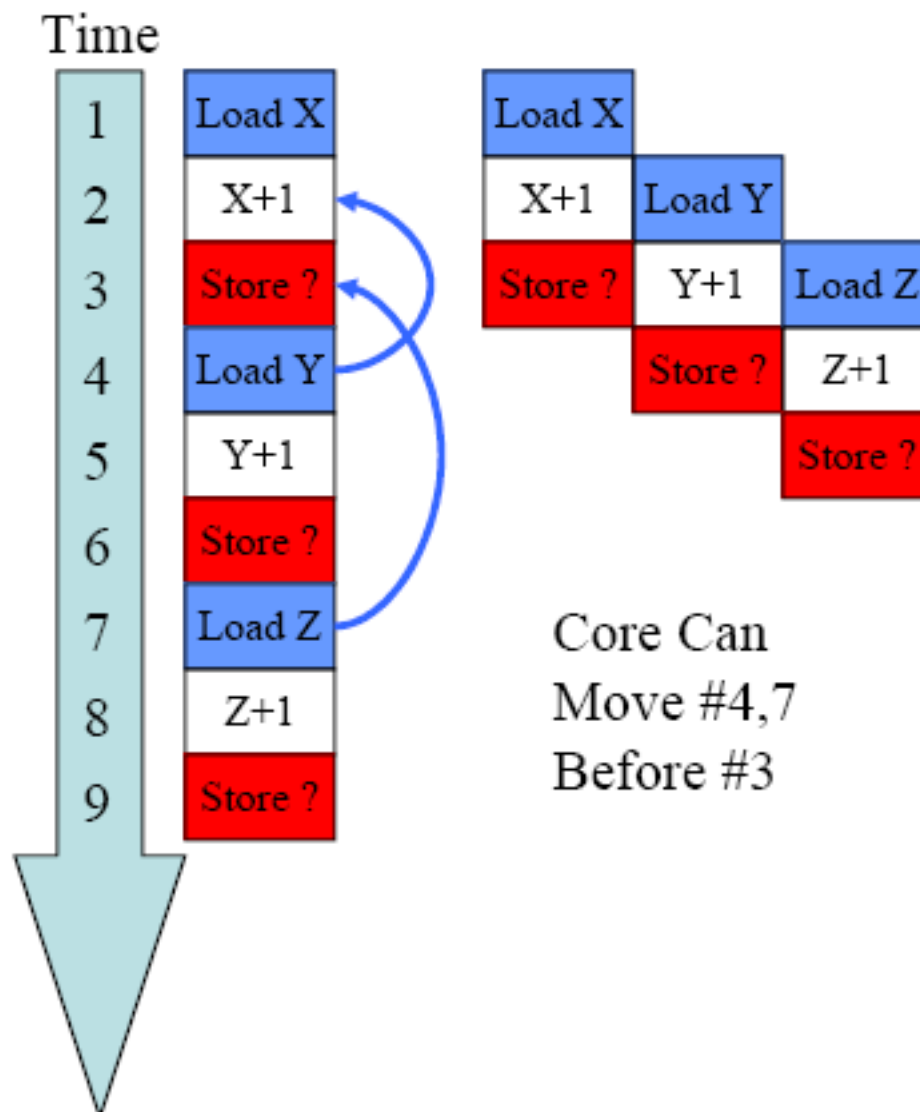 Time
1
2
3
4
5
6
7
8
9
Load X
X+1
Store ?
Load Y
Y+1
Store ?
Load Z
Z+1
Store ?
Load X
X+1
Store ?
Load Y
Y+1
Store ?
Load Z
Z+1
Store ?
Core Can
Move #4,7
Before #3